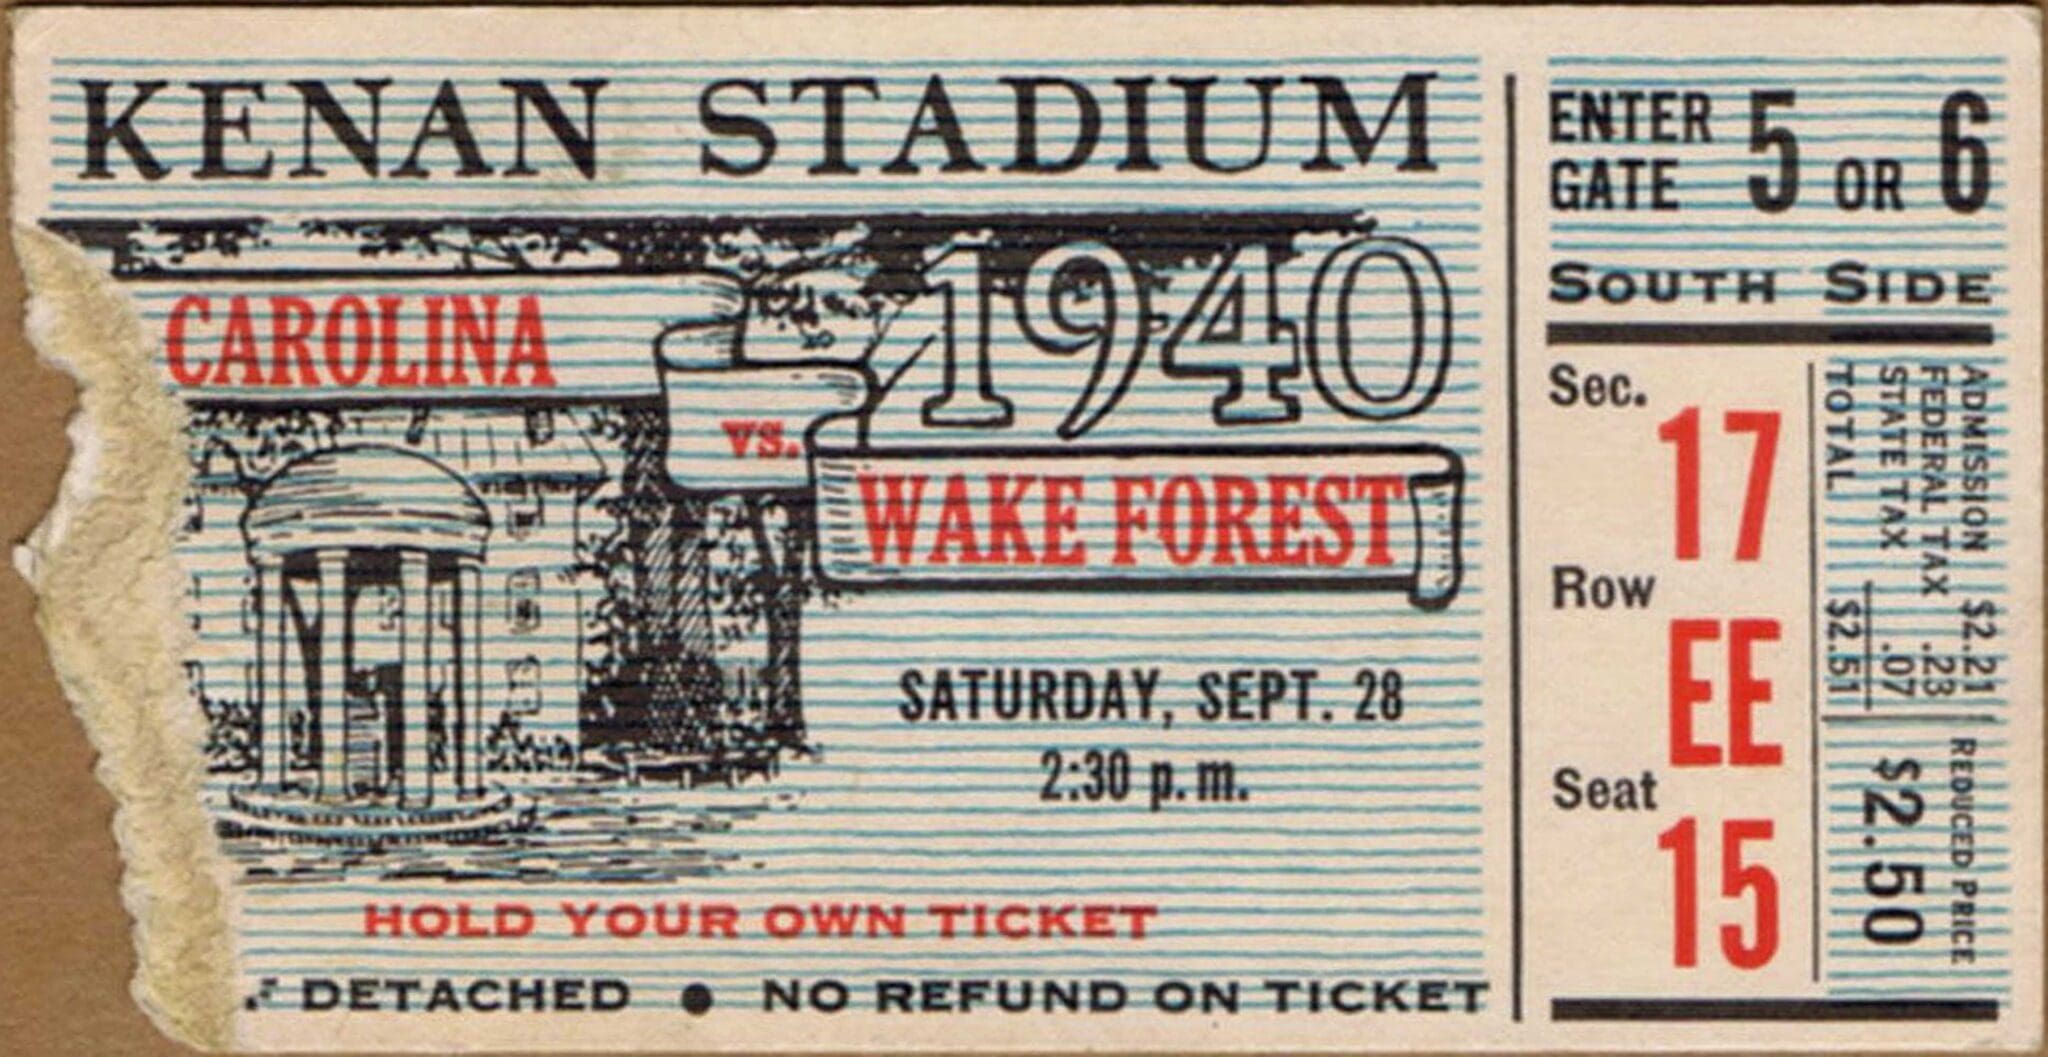 KENAN STADIUM
1940
CAROLINA
vs.
WAKE FOREST
SATURDAY, SEPT. 28
2:30 p.m.
HOLD YOUR OWN TICKET
DETACHED ● NO REFUND ON TICKET
ENTER GATE 5 OR 6
SOUTH SIDE
Sec. 17
Row EE
Seat 15
ADMISSION $2.21
FEDERAL TAX .23
STATE TAX .07
TOTAL $2.51
REDUCED PRICE
$2.50